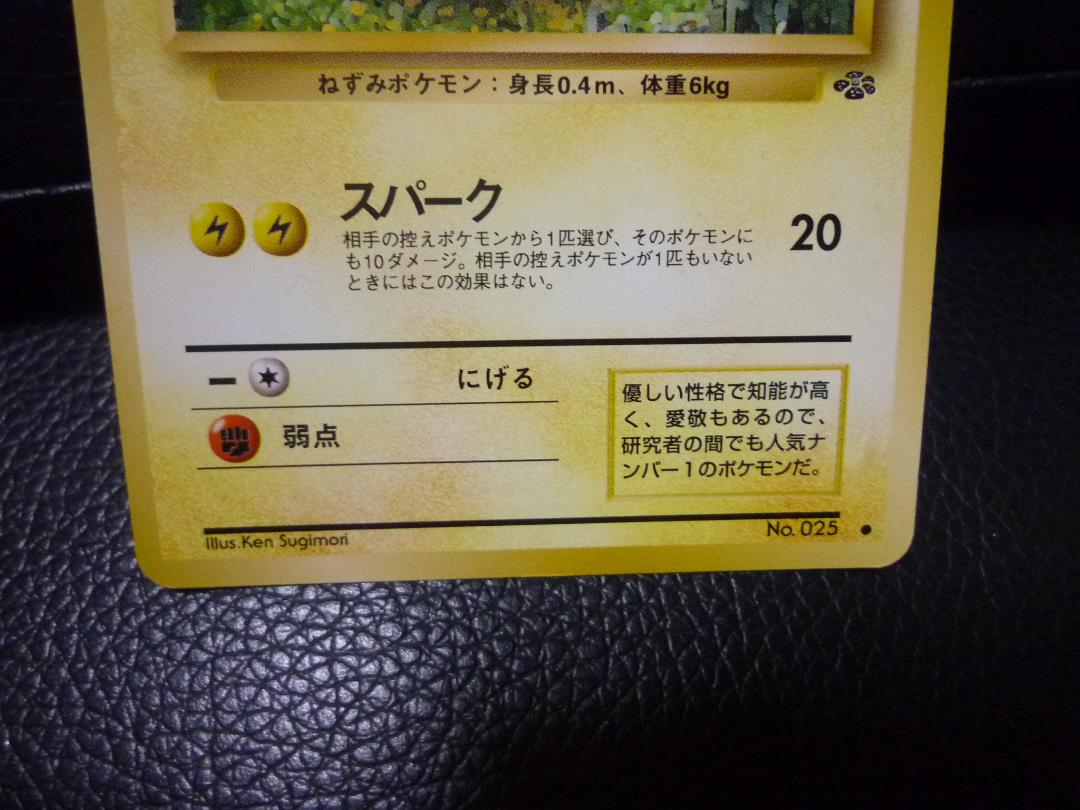 ねずみポケモン：身長0.4m、体重6kg
スパーク
相手の控えポケモンから1匹選び、そのポケモンに
も10ダメージ。相手の控えポケモンが1匹もいない
ときにはこの効果はない。
20
ー にげる
弱点
優しい性格で知能が高
く、愛敬もあるので、
研究者の間でも人気ナ
ンバー1のポケモンだ。
Illus.Ken Sugimori
No. 025 ●